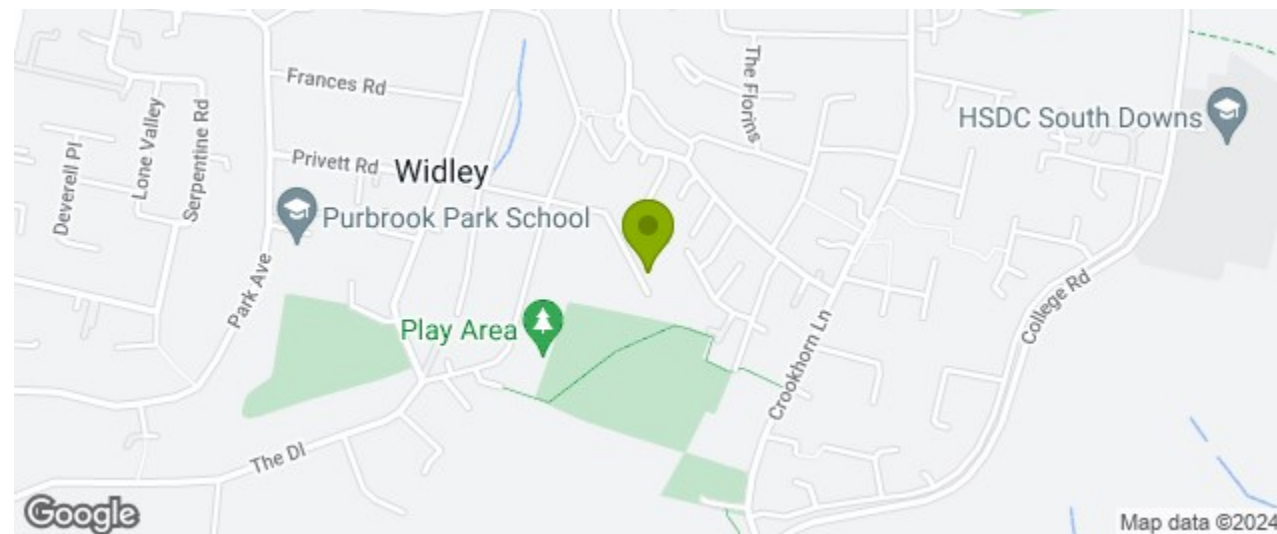 Frances Rd
The Florins
HSDC South Downs
Lone Valley
Serpentine Rd
Deverell Pl
Privett Rd
Widley
Purbrook Park School
Park Ave
Play Area
College Rd
Crookhorn Ln
The Dl
Google
Map data ©2024